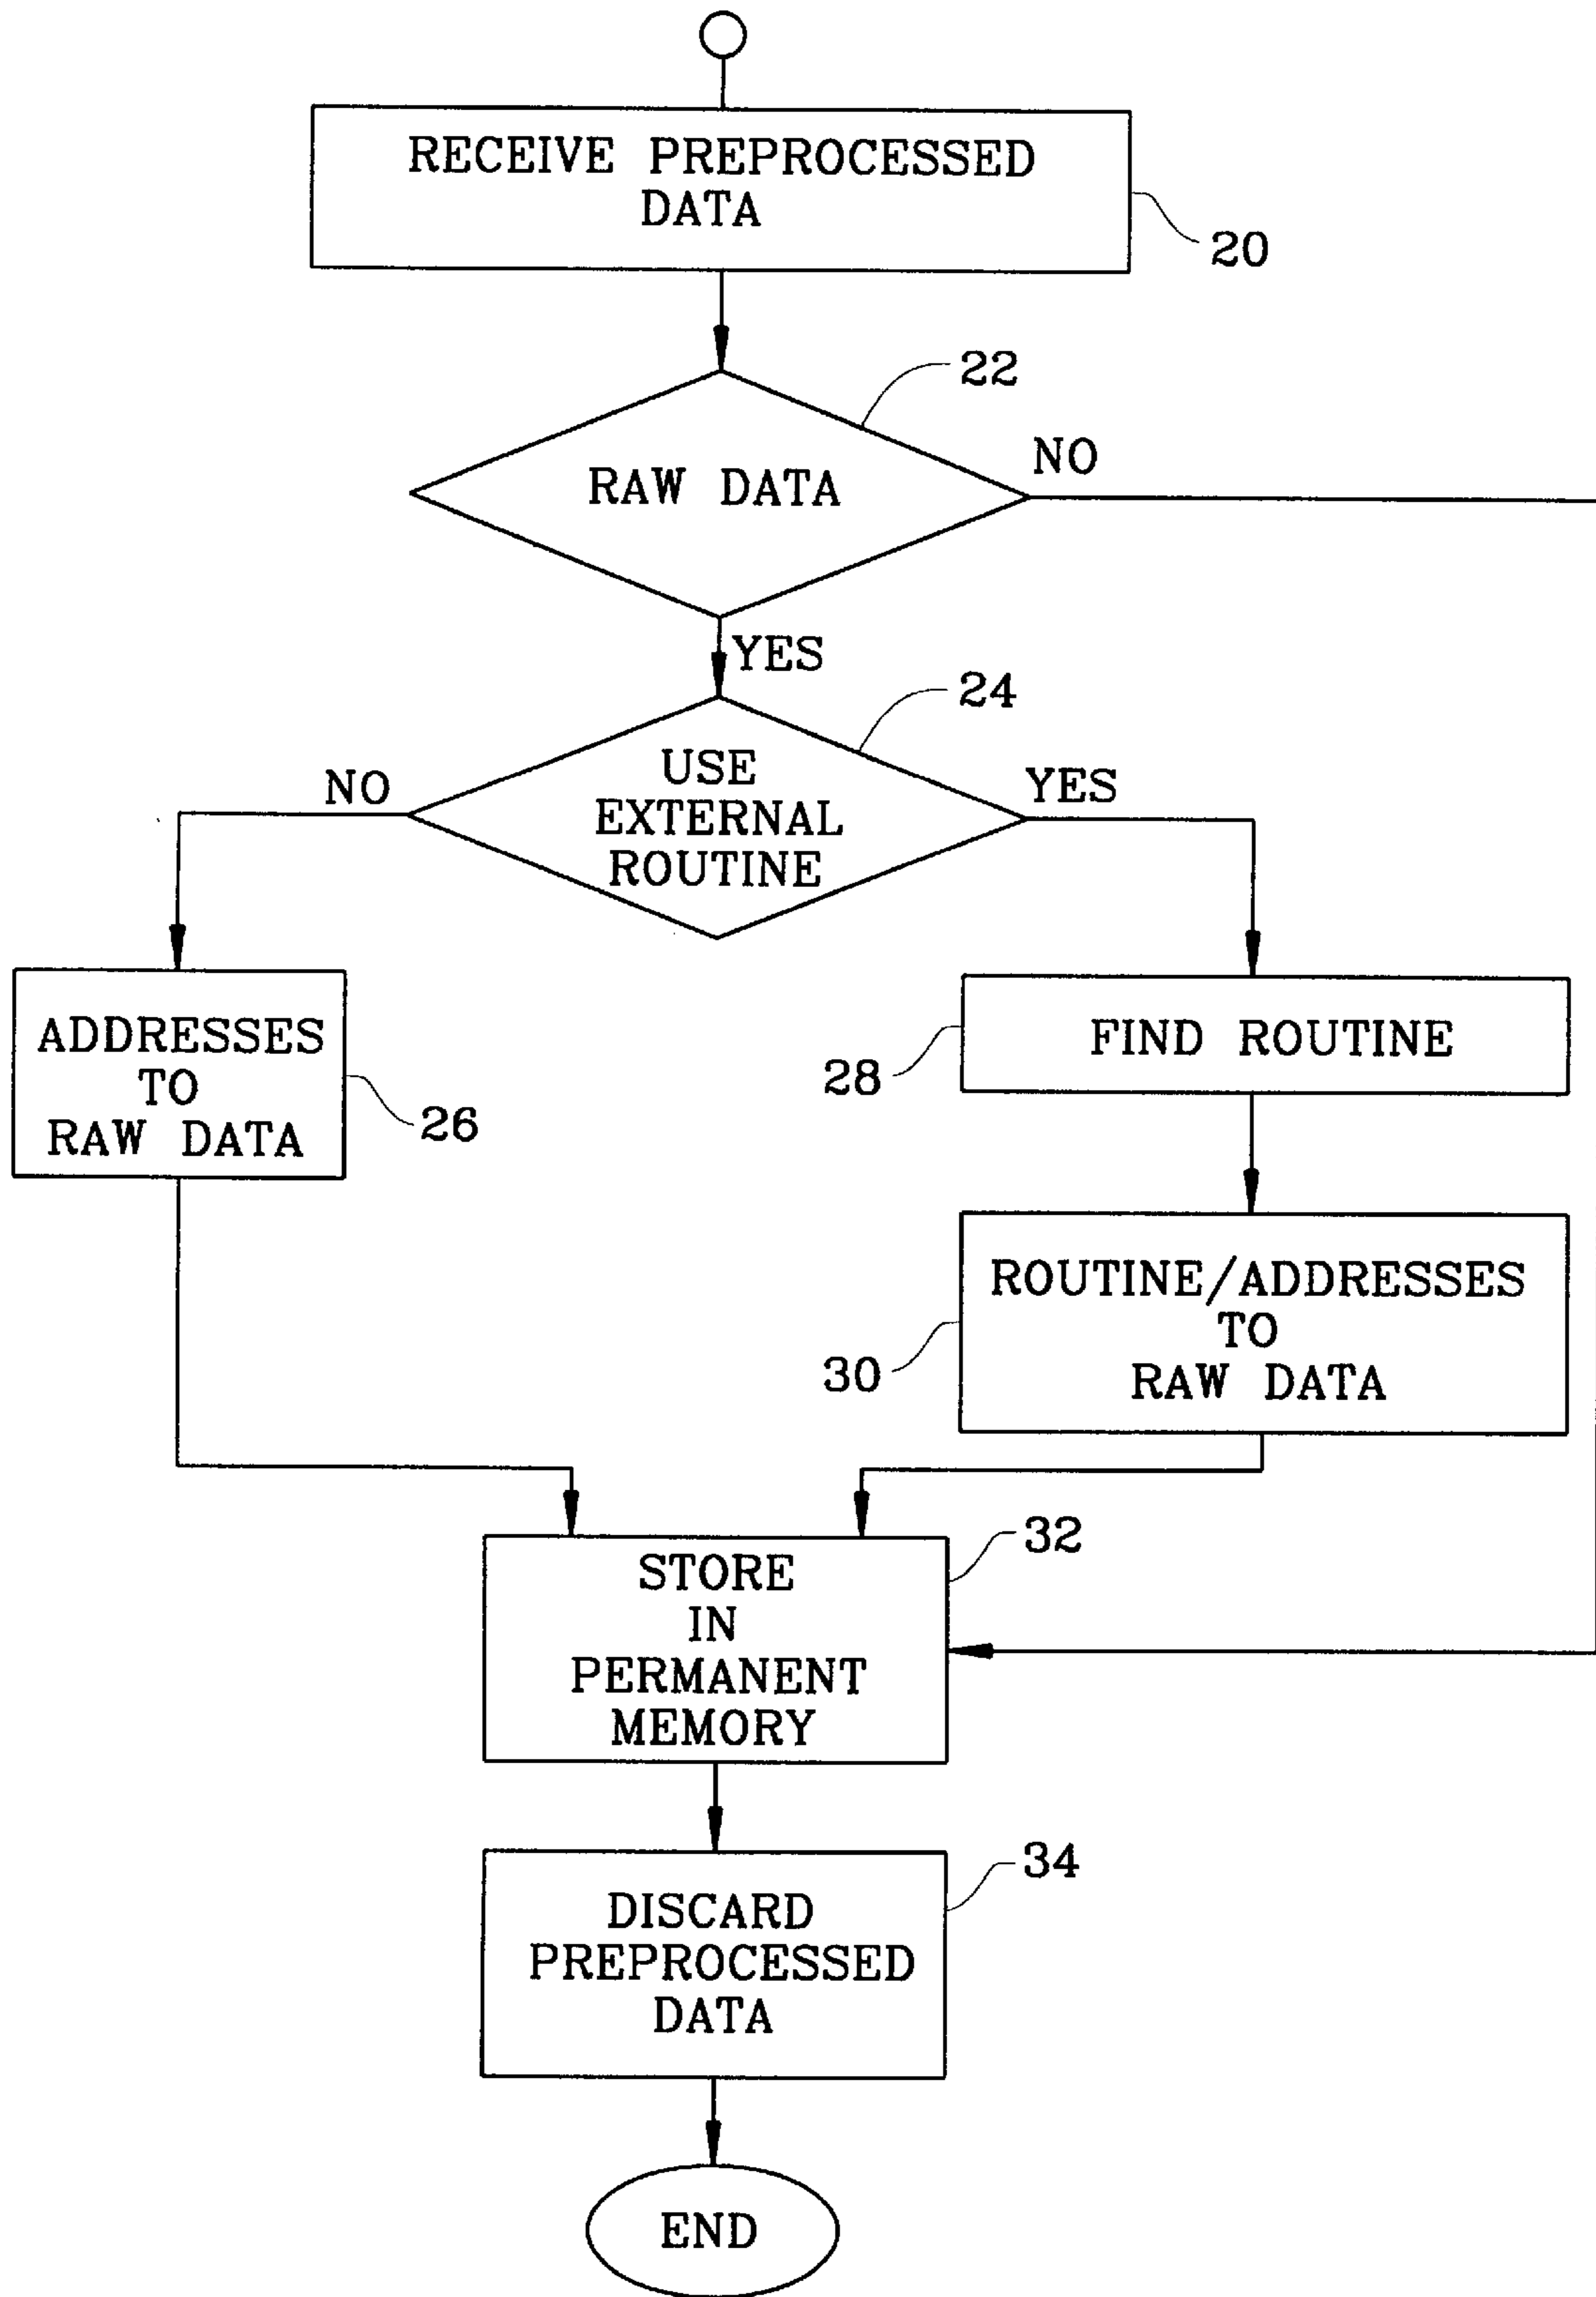 RECEIVE PREPROCESSED
DATA
20
22
RAW DATA
NO
YES
24
USE
EXTERNAL
ROUTINE
NO
YES
ADDRESSES
TO
RAW DATA
26
FIND ROUTINE
28
ROUTINE/ADDRESSES
TO
RAW DATA
30
STORE
IN
PERMANENT
MEMORY
32
DISCARD
PREPROCESSED
DATA
34
END